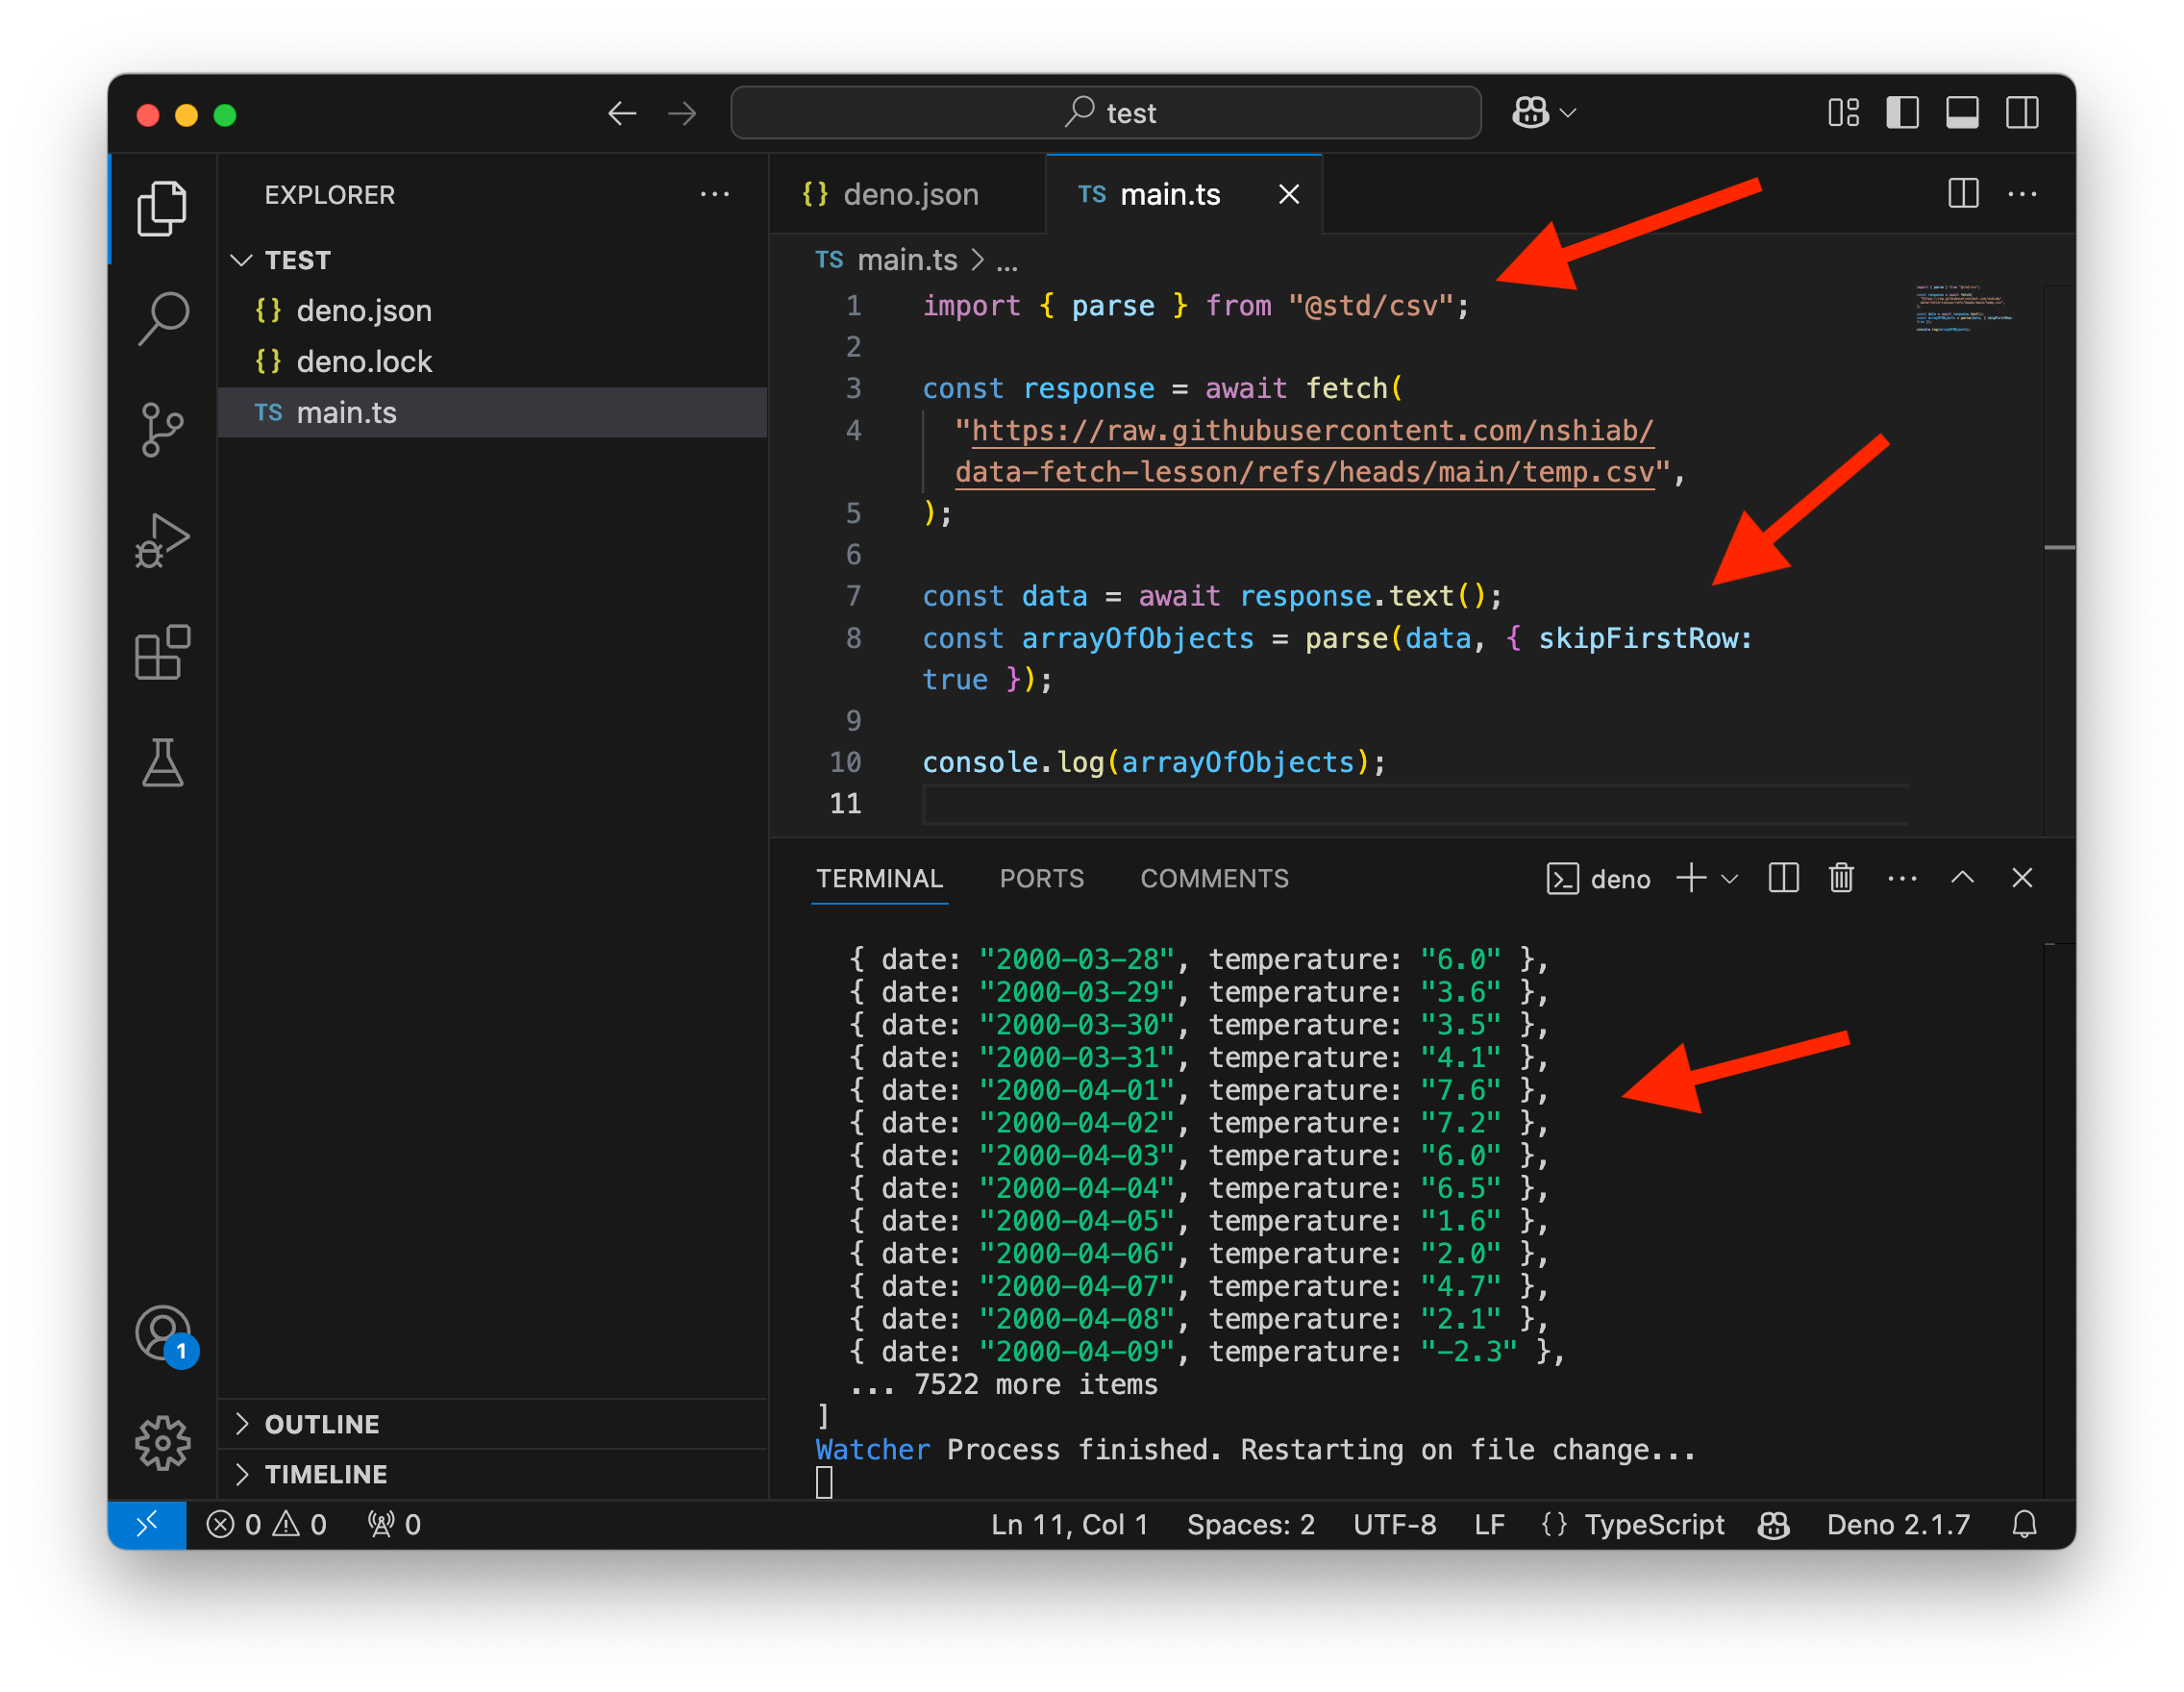 test
EXPLORER
TEST
{} deno.json
{} deno.lock
TS main.ts
OUTLINE
TIMELINE
1
{} deno.json
TS main.ts
TS main.ts > ...
1 import { parse } from "@std/csv";
2
3 const response = await fetch(
4 "https://raw.githubusercontent.com/nshiab/
data-fetch-lesson/refs/heads/main/temp.csv",
5 );
6
7 const data = await response.text();
8 const arrayOfObjects = parse(data, { skipFirstRow:
true });
9
10 console.log(arrayOfObjects);
11
TERMINAL PORTS COMMENTS deno
{ date: "2000-03-28", temperature: "6.0" },
{ date: "2000-03-29", temperature: "3.6" },
{ date: "2000-03-30", temperature: "3.5" },
{ date: "2000-03-31", temperature: "4.1" },
{ date: "2000-04-01", temperature: "7.6" },
{ date: "2000-04-02", temperature: "7.2" },
{ date: "2000-04-03", temperature: "6.0" },
{ date: "2000-04-04", temperature: "6.5" },
{ date: "2000-04-05", temperature: "1.6" },
{ date: "2000-04-06", temperature: "2.0" },
{ date: "2000-04-07", temperature: "4.7" },
{ date: "2000-04-08", temperature: "2.1" },
{ date: "2000-04-09", temperature: "-2.3" },
... 7522 more items
]
Watcher Process finished. Restarting on file change...
0 0 0 Ln 11, Col 1 Spaces: 2 UTF-8 LF {} TypeScript Deno 2.1.7